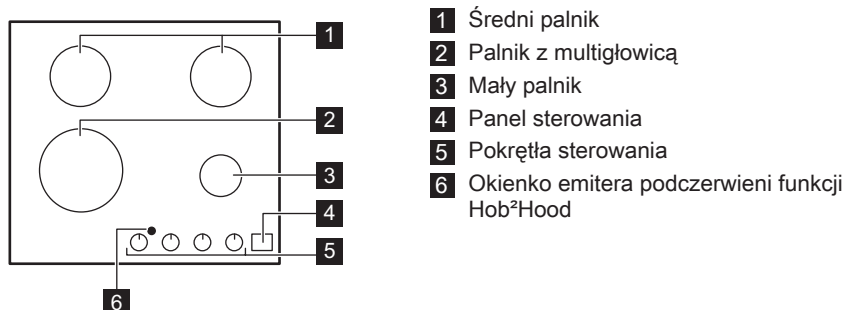 1
2
3
4
5
6
1 Średni palnik
2 Palnik z multigłowicą
3 Mały palnik
4 Panel sterowania
5 Pokrętła sterowania
6 Okienko emitera podczerwieni funkcji
Hob²Hood